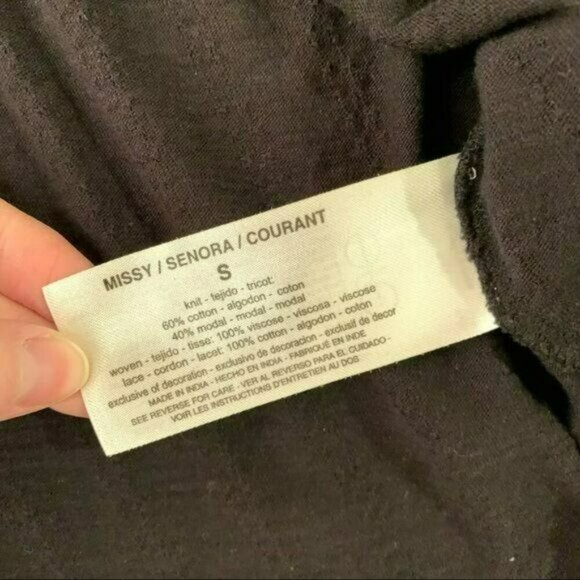 MISSY / SENORA / COURANT
S
knit - tejido - tricot:
60% cotton - algodon - coton
40% modal - modal - modal
woven - tejido - tisse: 100% viscose - viscosa - viscose
lace - cordon - lacet: 100% cotton - algodon - coton
exclusive of decoration - exclusivo de decoracion - exclusif de decor
MADE IN INDIA - HECHO EN INDIA - FABRIQUÉ EN INDE
SEE REVERSE FOR CARE - VER AL REVERSO PARA EL CUIDADO -
VOIR LES INSTRUCTIONS D'ENTRETIEN AU DOS